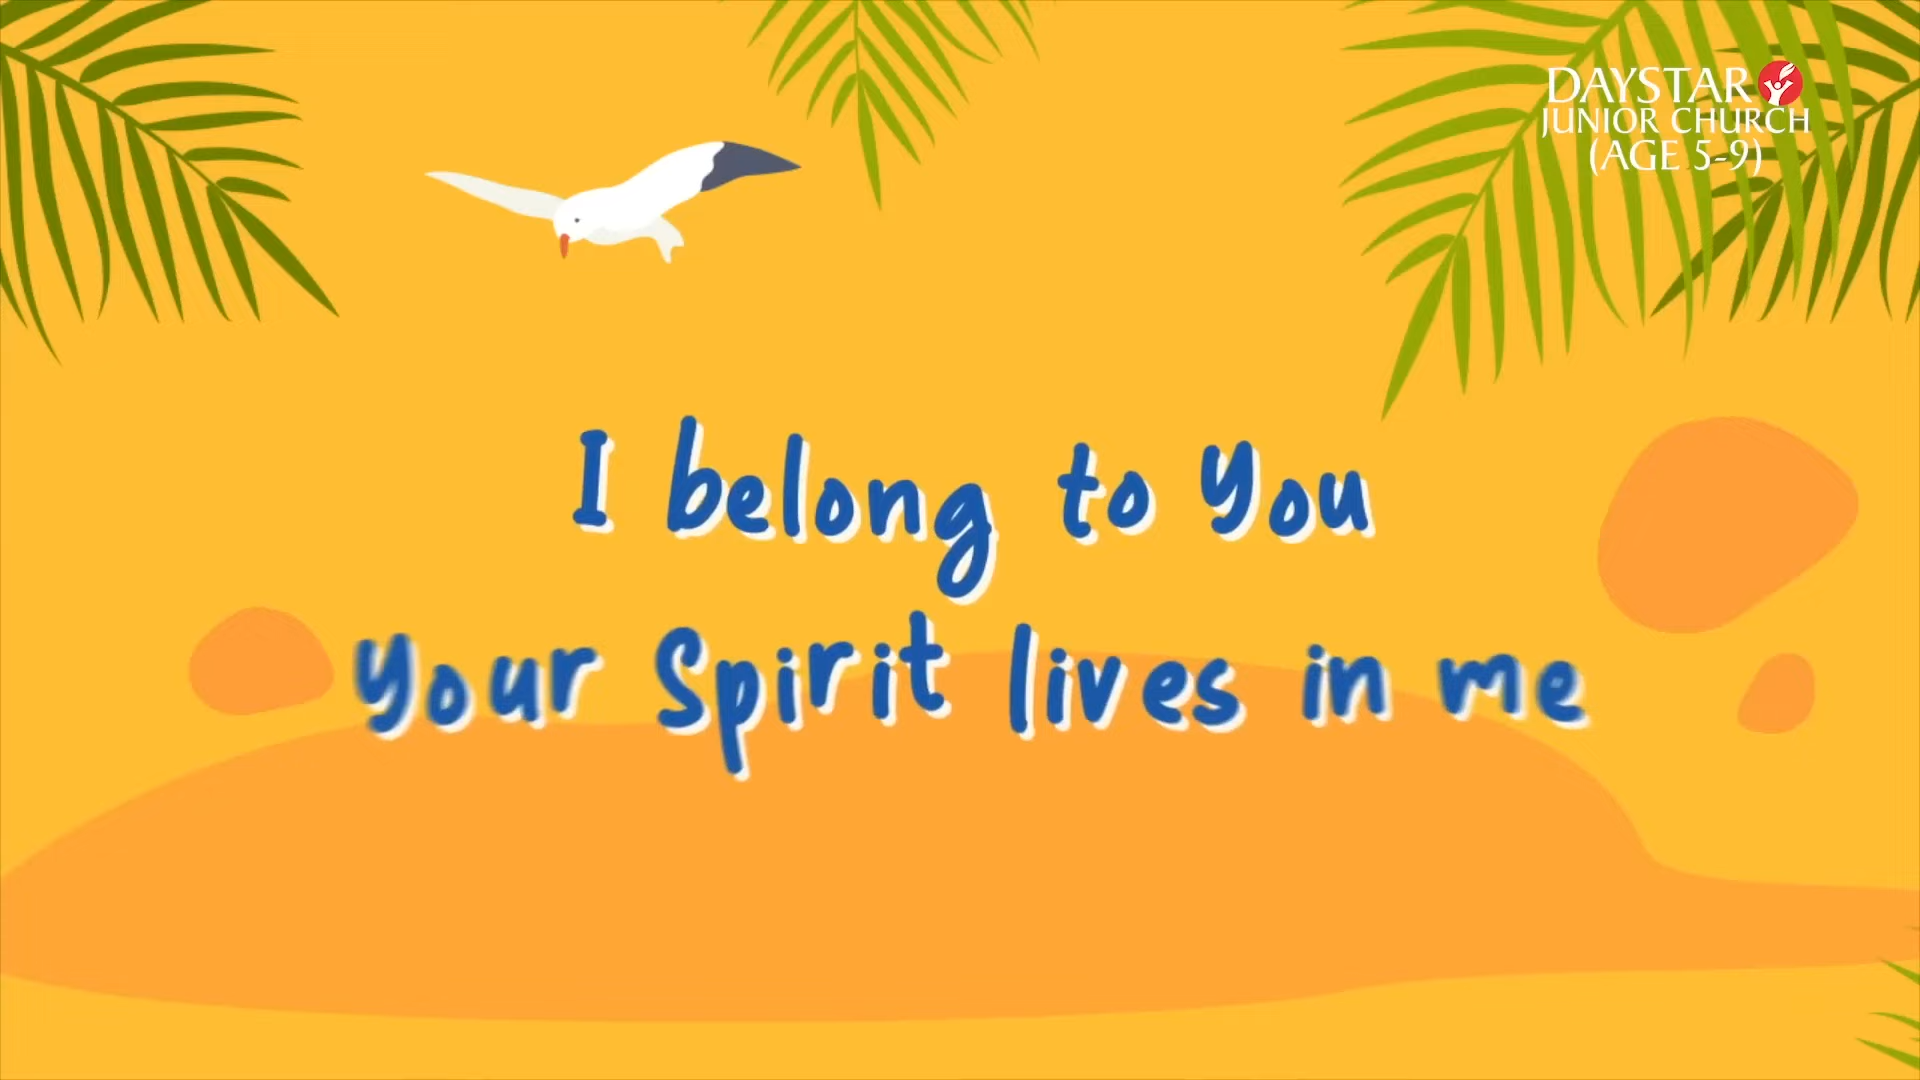 DAYSTAR
JUNIOR CHURCH
(AGE 5-9)
I belong to You
Your Spirit lives in me